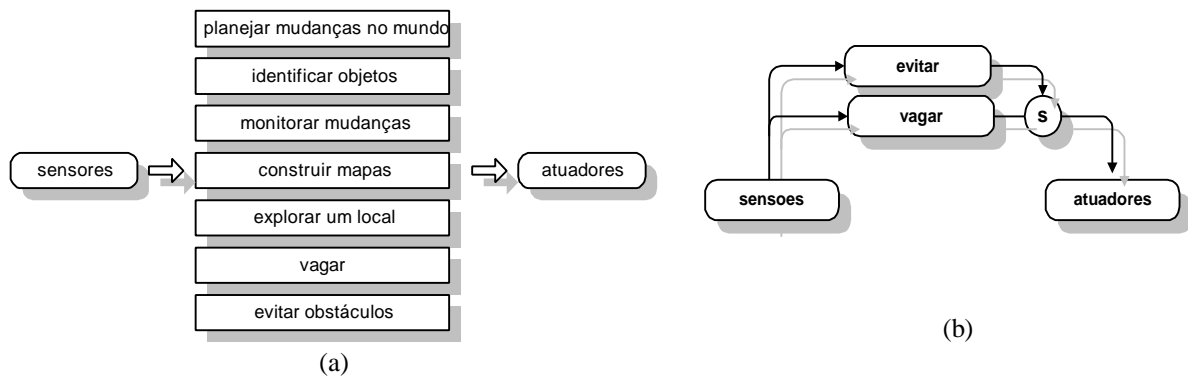 planejar mudanças no mundo
identificar objetos
monitorar mudanças
sensores
construir mapas
atuadores
explorar um local
vagar
evitar obstáculos
(a)
evitar
vagar
s
sensoes
atuadores
(b)